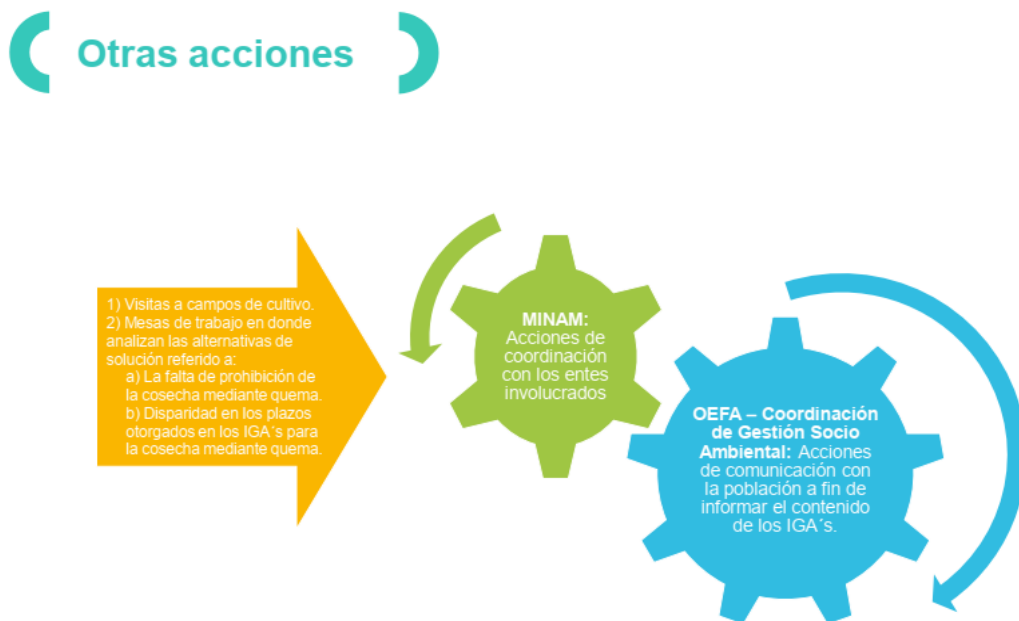 Otras acciones
1) Visitas a campos de cultivo.
2) Mesas de trabajo en donde
analizan las alternativas de
solución referido a:
a) La falta de prohibición de
la cosecha mediante quema.
b) Disparidad en los plazos
otorgados en los IGA´s para
la cosecha mediante quema.
MINAM:
Acciones de
coordinación
con los entes
involucrados
OEFA – Coordinación
de Gestión Socio
Ambiental: Acciones
de comunicación con
la población a fin de
informar el contenido
de los IGA´s.